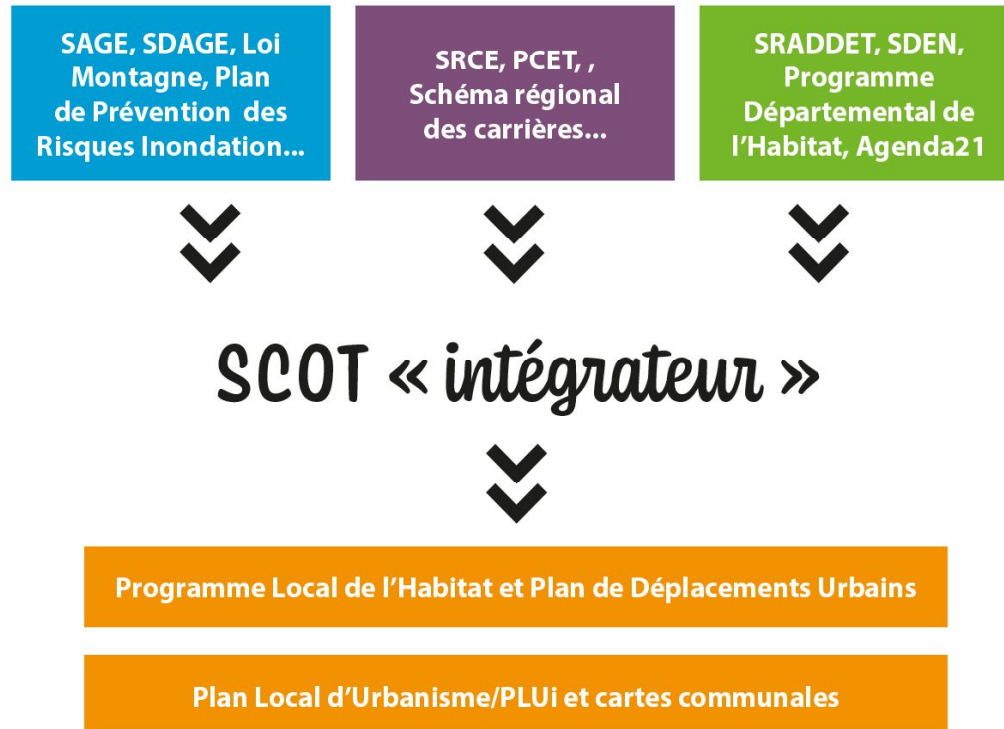 SAGE, SDAGE, Loi
Montagne, Plan
de Prévention des
Risques Inondation...
SRCE, PCET, ,
Schéma régional
des carrières...
SRADDET, SDEN,
Programme
Départemental de
l'Habitat, Agenda21
SCOT « intégrateur »
Programme Local de l'Habitat et Plan de Déplacements Urbains
Plan Local d'Urbanisme/PLUi et cartes communales